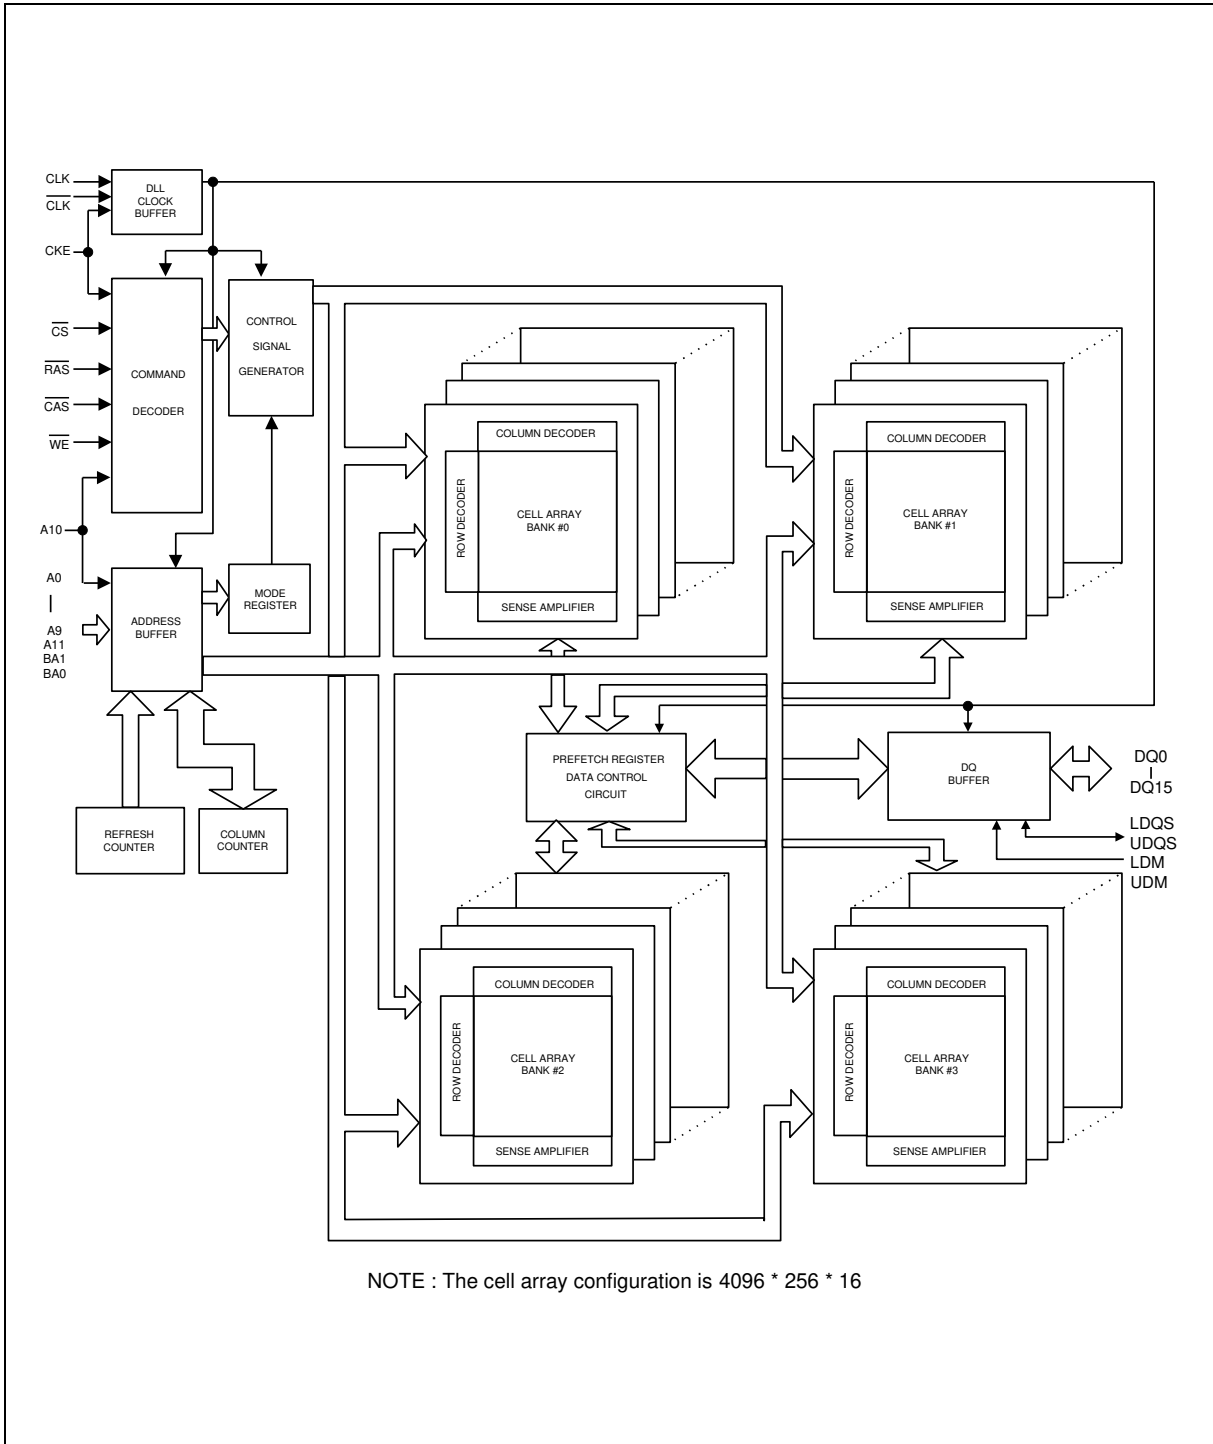 CLK
CLK
CKE
CS
RAS
CAS
WE
A10
A0
A9
A11
BA1
BA0
DLL
CLOCK
BUFFER
COMMAND
DECODER
CONTROL
SIGNAL
GENERATOR
ADDRESS
BUFFER
MODE
REGISTER
REFRESH
COUNTER
COLUMN
COUNTER
COLUMN DECODER
ROW DECODER
CELL ARRAY
BANK #0
SENSE AMPLIFIER
COLUMN DECODER
ROW DECODER
CELL ARRAY
BANK #1
SENSE AMPLIFIER
PREFETCH REGISTER
DATA CONTROL
CIRCUIT
DQ
BUFFER
DQ0
DQ15
LDQS
UDQS
LDM
UDM
COLUMN DECODER
ROW DECODER
CELL ARRAY
BANK #2
SENSE AMPLIFIER
COLUMN DECODER
ROW DECODER
CELL ARRAY
BANK #3
SENSE AMPLIFIER
NOTE : The cell array configuration is 4096 * 256 * 16